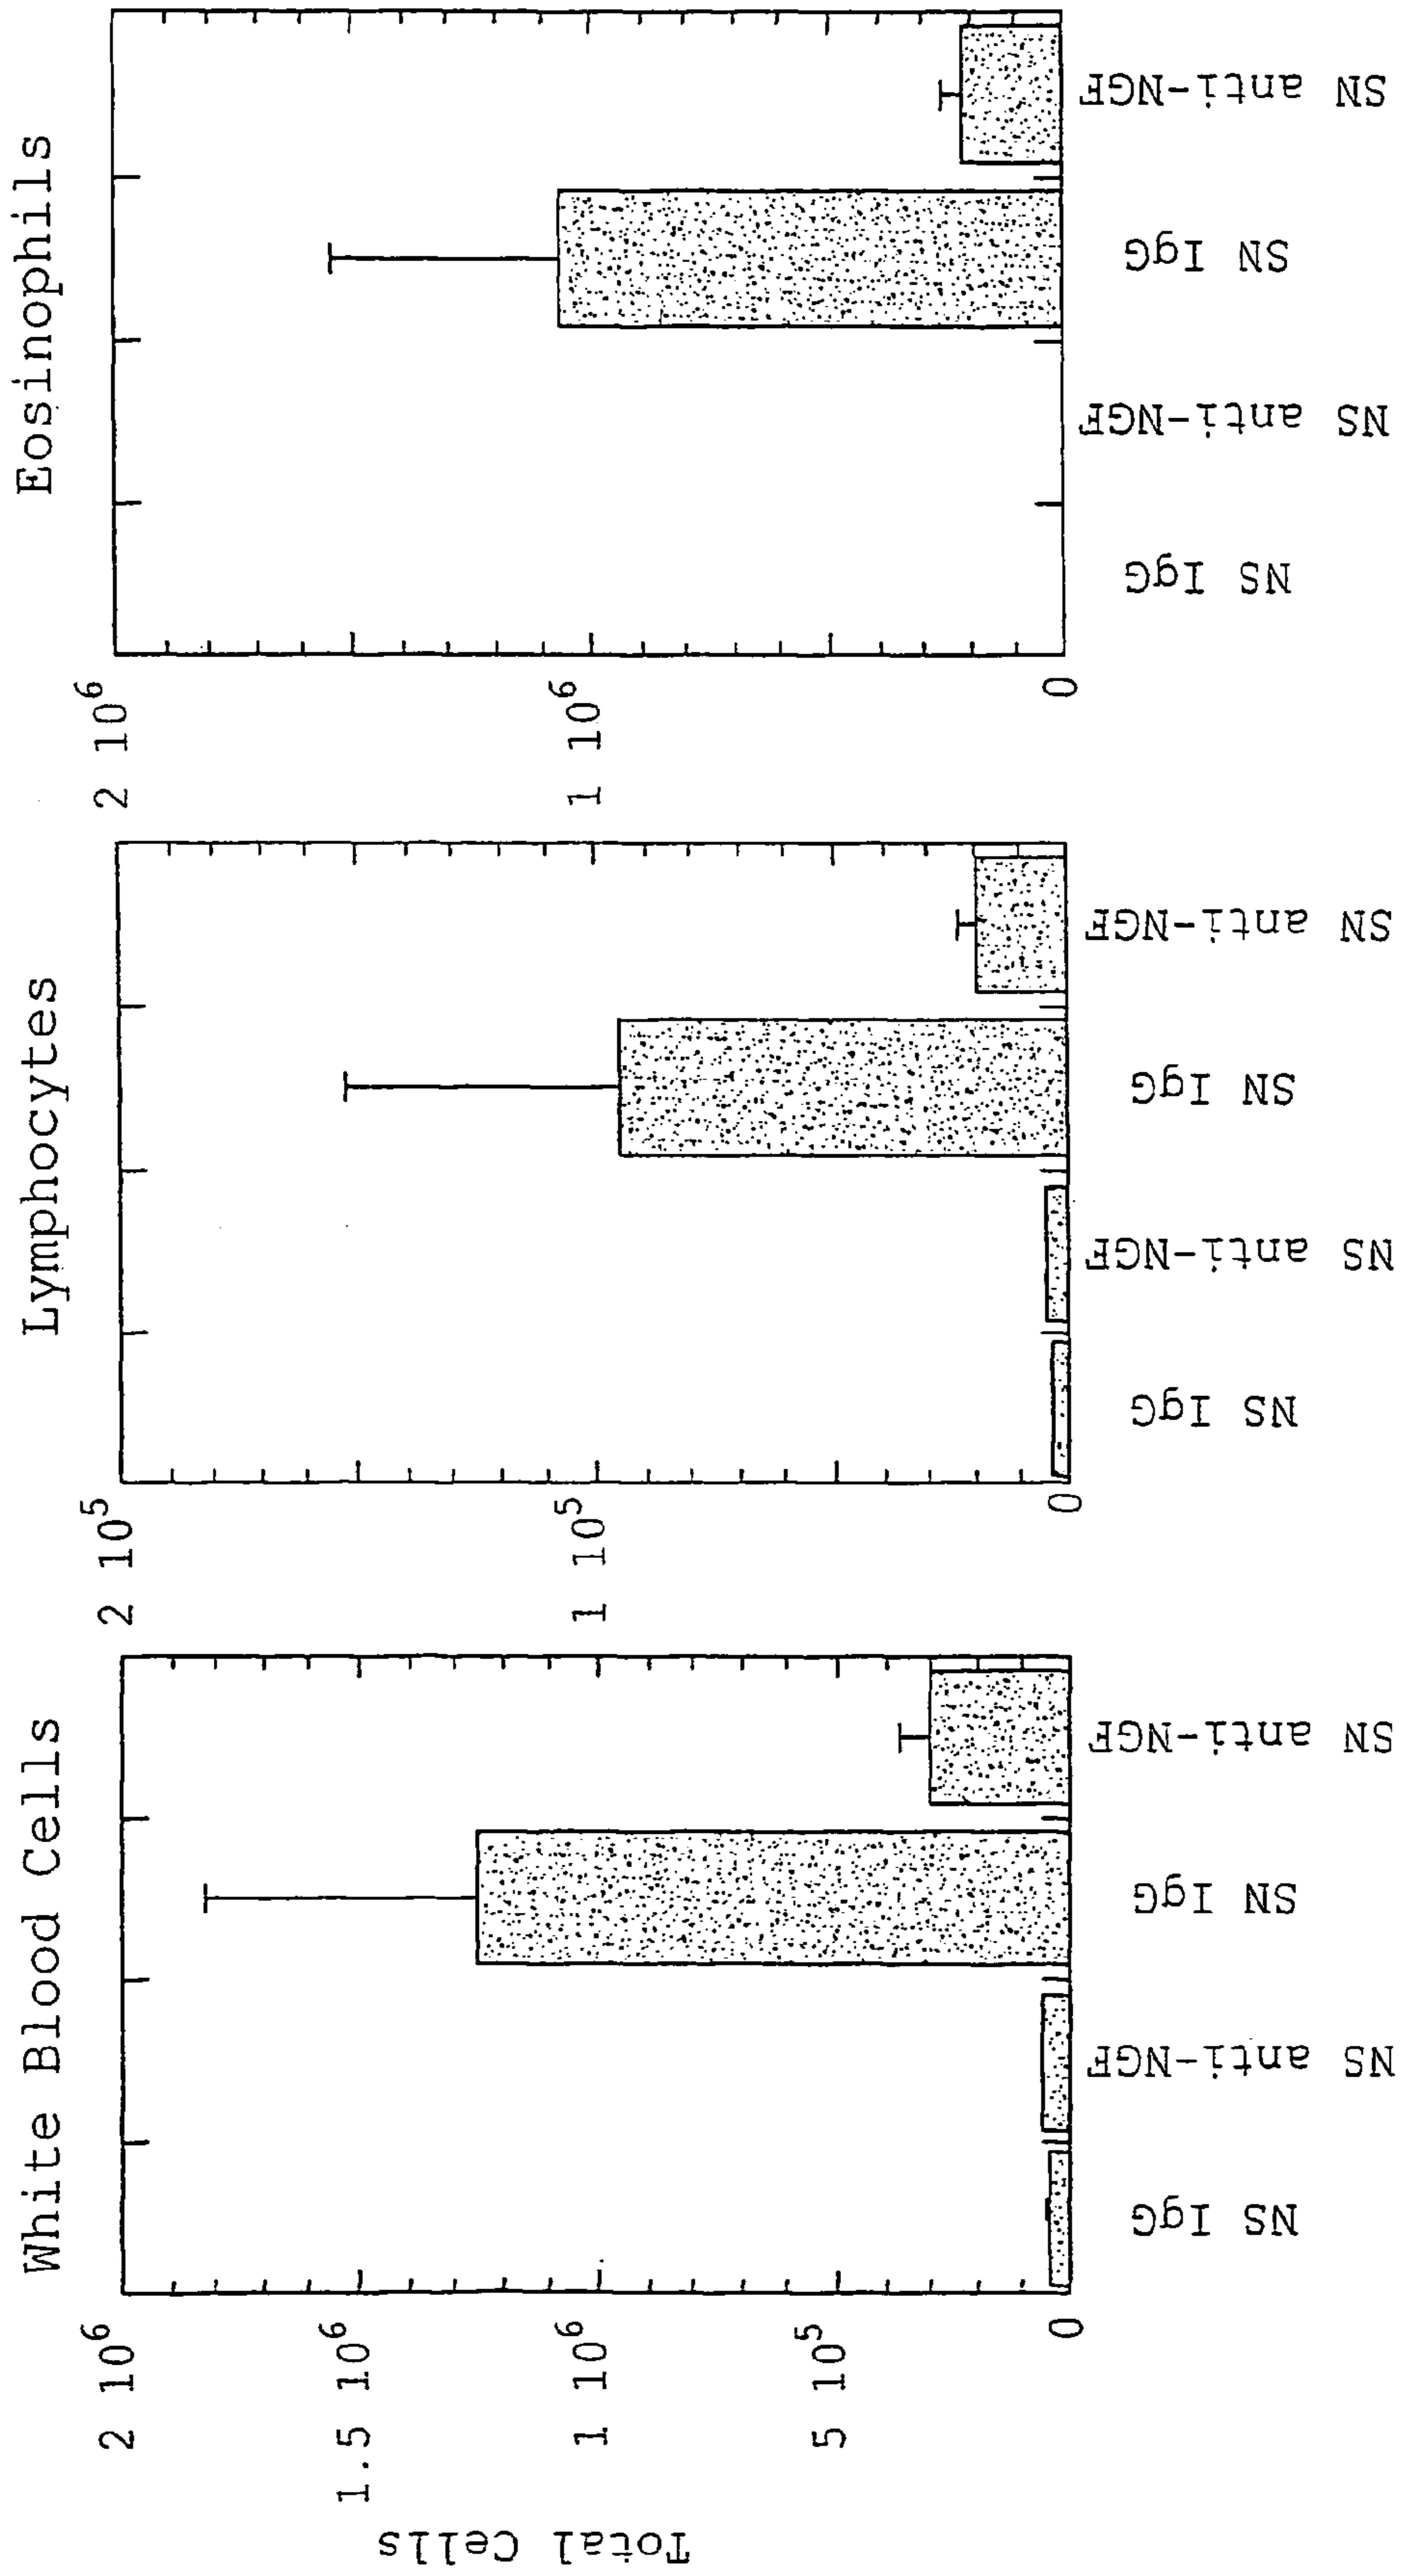 White Blood Cells
Total Cells
2 10^6
1.5 10^6
1 10^6
5 10^5
0
NS IgG
NS anti-NGF
SN IgG
SN anti-NGF
Lymphocytes
2 10^5
1 10^5
0
NS IgG
NS anti-NGF
SN IgG
SN anti-NGF
Eosinophils
2 10^6
1 10^6
0
NS IgG
NS anti-NGF
SN IgG
SN anti-NGF